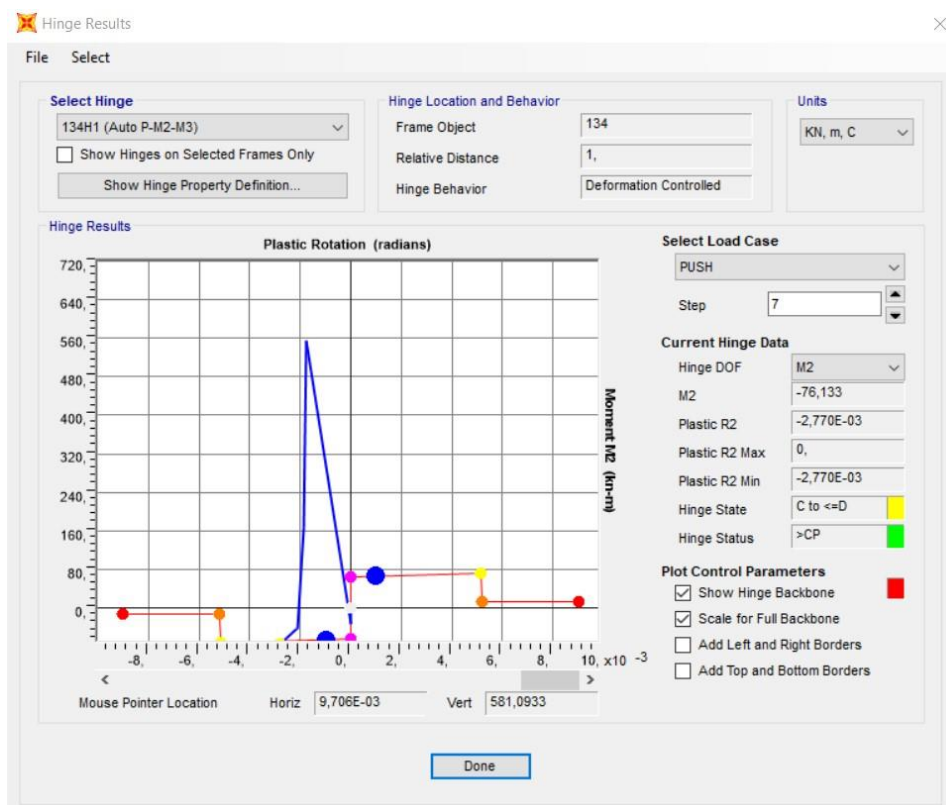 Hinge Results
File Select
Select Hinge
134H1 (Auto P-M2-M3)
Show Hinges on Selected Frames Only
Show Hinge Property Definition...
Hinge Location and Behavior
Frame Object 134
Relative Distance 1,
Hinge Behavior Deformation Controlled
Units
KN, m, C
Hinge Results
Plastic Rotation (radians)
720,
640,
560,
480,
400,
320,
240,
160,
80,
0,
-8, -6, -4, -2, 0, 2, 4, 6, 8, 10, x10 -3
Moment M2 (kn-m)
< >
Mouse Pointer Location Horiz 9,706E-03 Vert 581,0933
Select Load Case
PUSH
Step 7
Current Hinge Data
Hinge DOF M2
M2 -76,133
Plastic R2 -2,770E-03
Plastic R2 Max 0,
Plastic R2 Min -2,770E-03
Hinge State C to <=D
Hinge Status >CP
Plot Control Parameters
Show Hinge Backbone
Scale for Full Backbone
Add Left and Right Borders
Add Top and Bottom Borders
Done